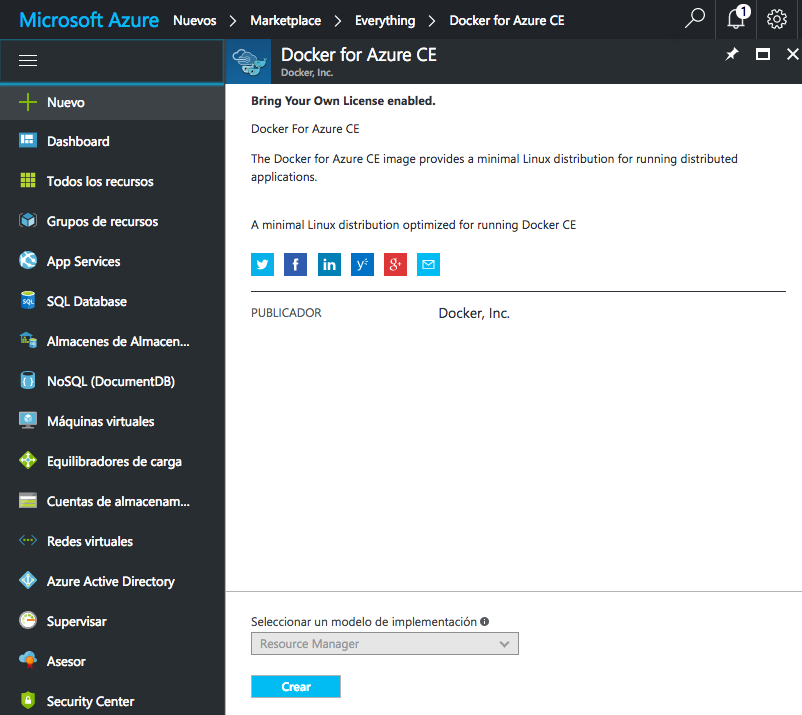 Microsoft Azure Nuevos > Marketplace > Everything > Docker for Azure CE
1
Docker for Azure CE
Docker, Inc.
Nuevo
Dashboard
Todos los recursos
Grupos de recursos
App Services
SQL Database
Almacenes de Almacen...
NoSQL (DocumentDB)
Máquinas virtuales
Equilibradores de carga
Cuentas de almacenam...
Redes virtuales
Azure Active Directory
Supervisar
Asesor
Security Center
Bring Your Own License enabled.
Docker For Azure CE
The Docker for Azure CE image provides a minimal Linux distribution for running distributed
applications.
A minimal Linux distribution optimized for running Docker CE
PUBLICADOR Docker, Inc.
Seleccionar un modelo de implementación
Resource Manager
Crear